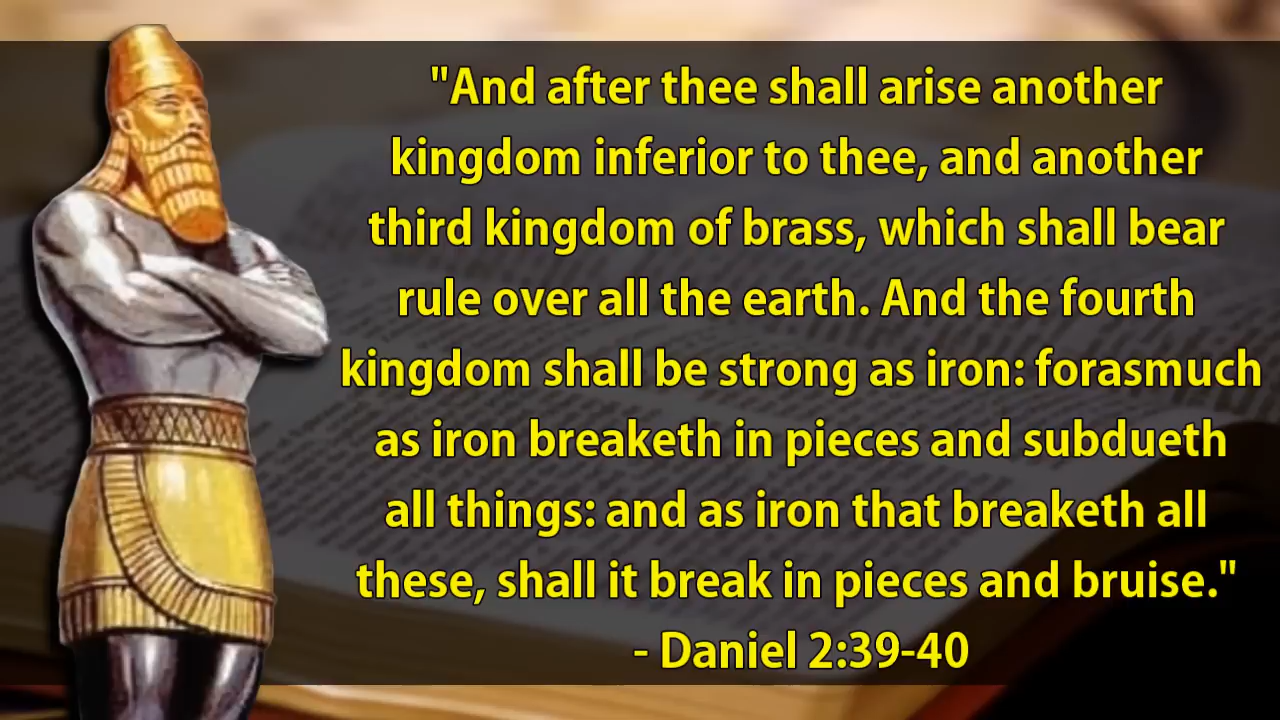 "And after thee shall arise another
kingdom inferior to thee, and another
third kingdom of brass, which shall bear
rule over all the earth. And the fourth
kingdom shall be strong as iron: forasmuch
as iron breaketh in pieces and subdueth
all things: and as iron that breaketh all
these, shall it break in pieces and bruise."
- Daniel 2:39-40